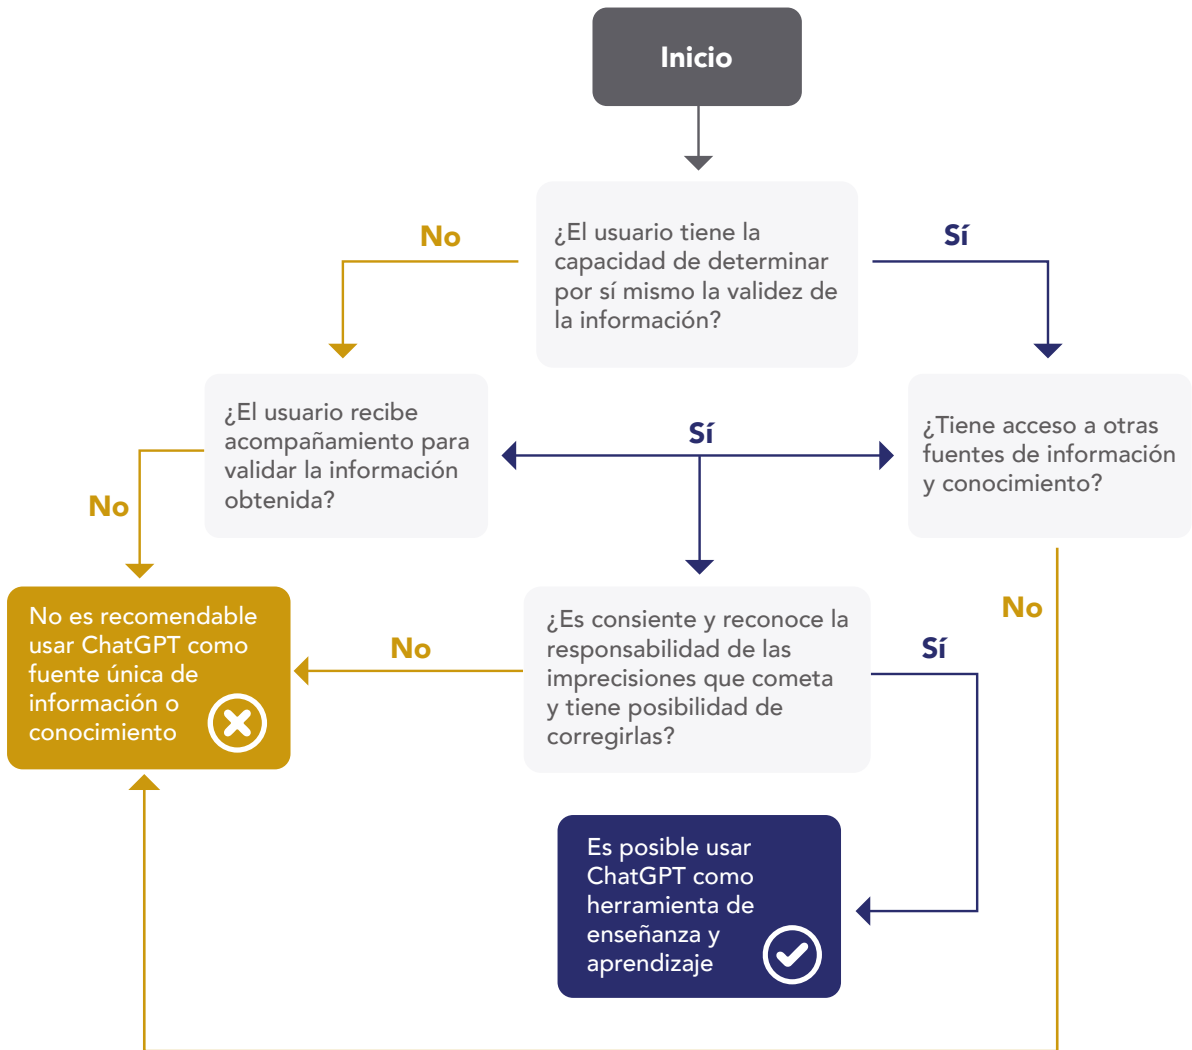 Inicio
No
¿El usuario tiene la
capacidad de determinar
por sí mismo la validez de
la información?
Sí
¿El usuario recibe
acompañamiento para
validar la información
obtenida?
Sí
¿Tiene acceso a otras
fuentes de información
y conocimiento?
No
No es recomendable
usar ChatGPT como
fuente única de
información o
conocimiento
No
¿Es consiente y reconoce la
responsabilidad de las
imprecisiones que cometa
y tiene posibilidad de
corregirlas?
Sí
No
Es posible usar
ChatGPT como
herramienta de
enseñanza y
aprendizaje